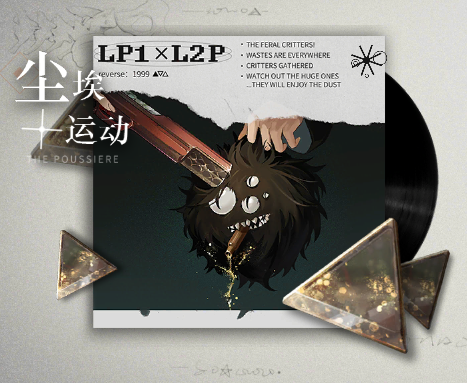 LP1×L2P
reverse: 1999
• THE FERAL CRITTERS!
• WASTES ARE EVERYWHERE
• CRITTERS GATHERED
• WATCH OUT THE HUGE ONES
...THEY WILL ENJOY THE DUST
尘埃
运动
THE POUSSIERE